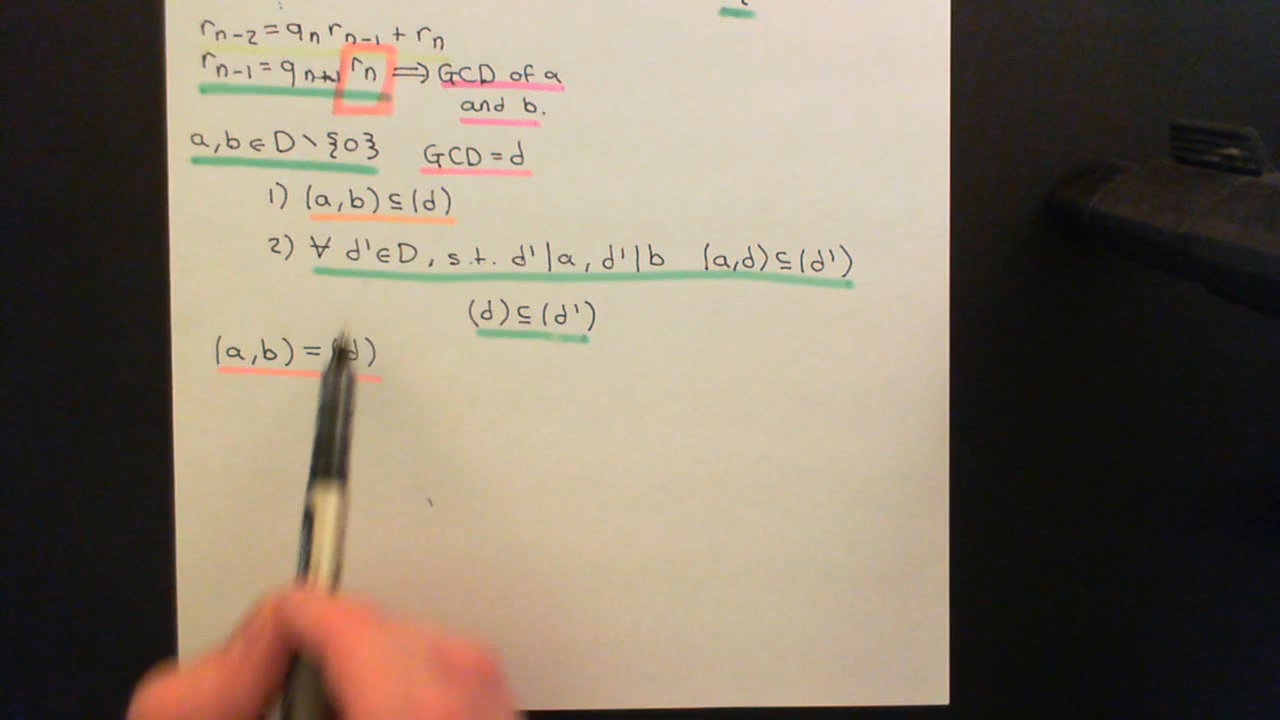 rₙ₋₂ = qₙ rₙ₋₁ + rₙ
rₙ₋₁ = qₙ₊₁ rₙ ⟹ GCD of a
and b.
a, b ∈ D \ {0} GCD = d
1) (a, b) ⊆ (d)
2) ∀ d' ∈ D, s.t. d' | a, d' | b (a, d) ⊆ (d')
(d) ⊆ (d')
(a, b) = (d)